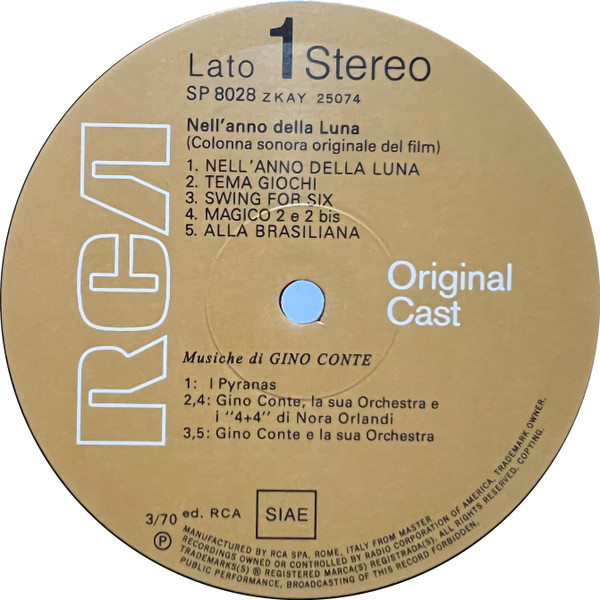 Lato 1 Stereo
SP 8028 ZKAY 25074
Nell'anno della Luna
(Colonna sonora originale del film)
1. NELL'ANNO DELLA LUNA
2. TEMA GIOCHI
3. SWING FOR SIX
4. MAGICO 2 e 2 bis
5. ALLA BRASILIANA
RCA
Original
Cast
Musiche di GINO CONTE
1: I Pyranas
2,4: Gino Conte, la sua Orchestra e
i "4+4" di Nora Orlandi
3,5: Gino Conte e la sua Orchestra
3/70 ed. RCA SIAE
Ⓟ
MANUFACTURED BY RCA SPA, ROME, ITALY FROM MASTER
RECORDINGS OWNED OR CONTROLLED BY RADIO CORPORATION OF AMERICA, TRADEMARK OWNER.
TRADEMARKS(S) ® REGISTERED MARCA(S) REGISTRADA(S). ALL RIGHTS RESERVED. COPYING,
PUBLIC PERFORMANCE, BROADCASTING OF THIS RECORD FORBIDDEN.